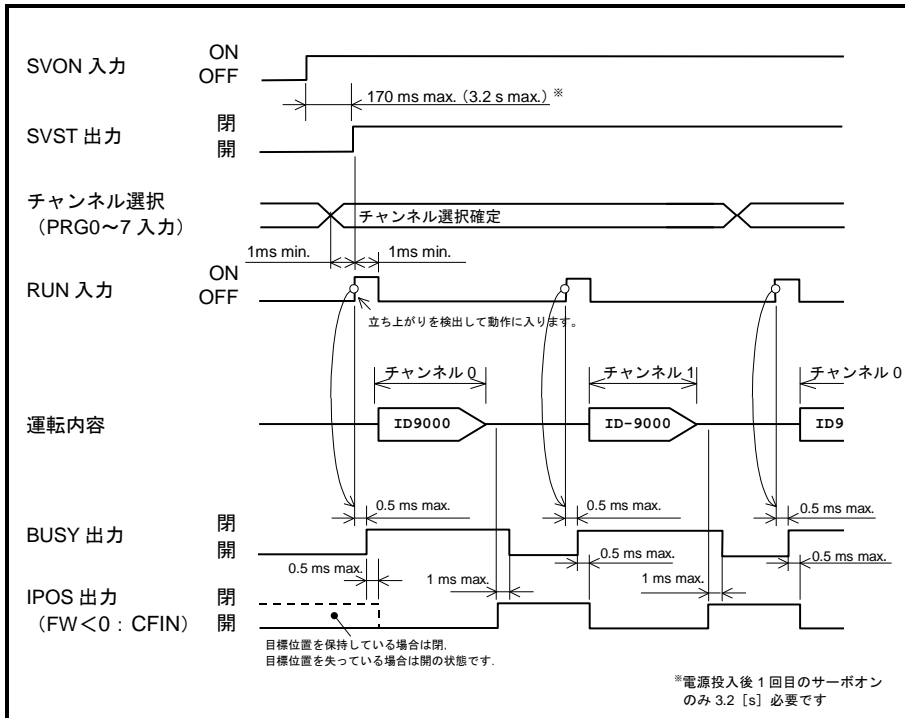 SVON 入力
ON
OFF
170 ms max. (3.2 s max.) ※
SVST 出力
閉
開
チャンネル選択
（PRG0～7 入力）
チャンネル選択確定
1ms min.
1ms min.
RUN 入力
ON
OFF
立ち上がりを検出して動作に入ります。
チャンネル 0
チャンネル 1
チャンネル 0
運転内容
ID9000
ID-9000
ID9
0.5 ms max.
0.5 ms max.
0.5 ms max.
BUSY 出力
閉
開
0.5 ms max.
1 ms max.
0.5 ms max.
1 ms max.
0.5 ms max.
IPOS 出力
（FW＜0：CFIN）
閉
開
目標位置を保持している場合は閉.
目標位置を失っている場合は開の状態です.
※電源投入後 1 回目のサーボオン
のみ 3.2［s］必要です